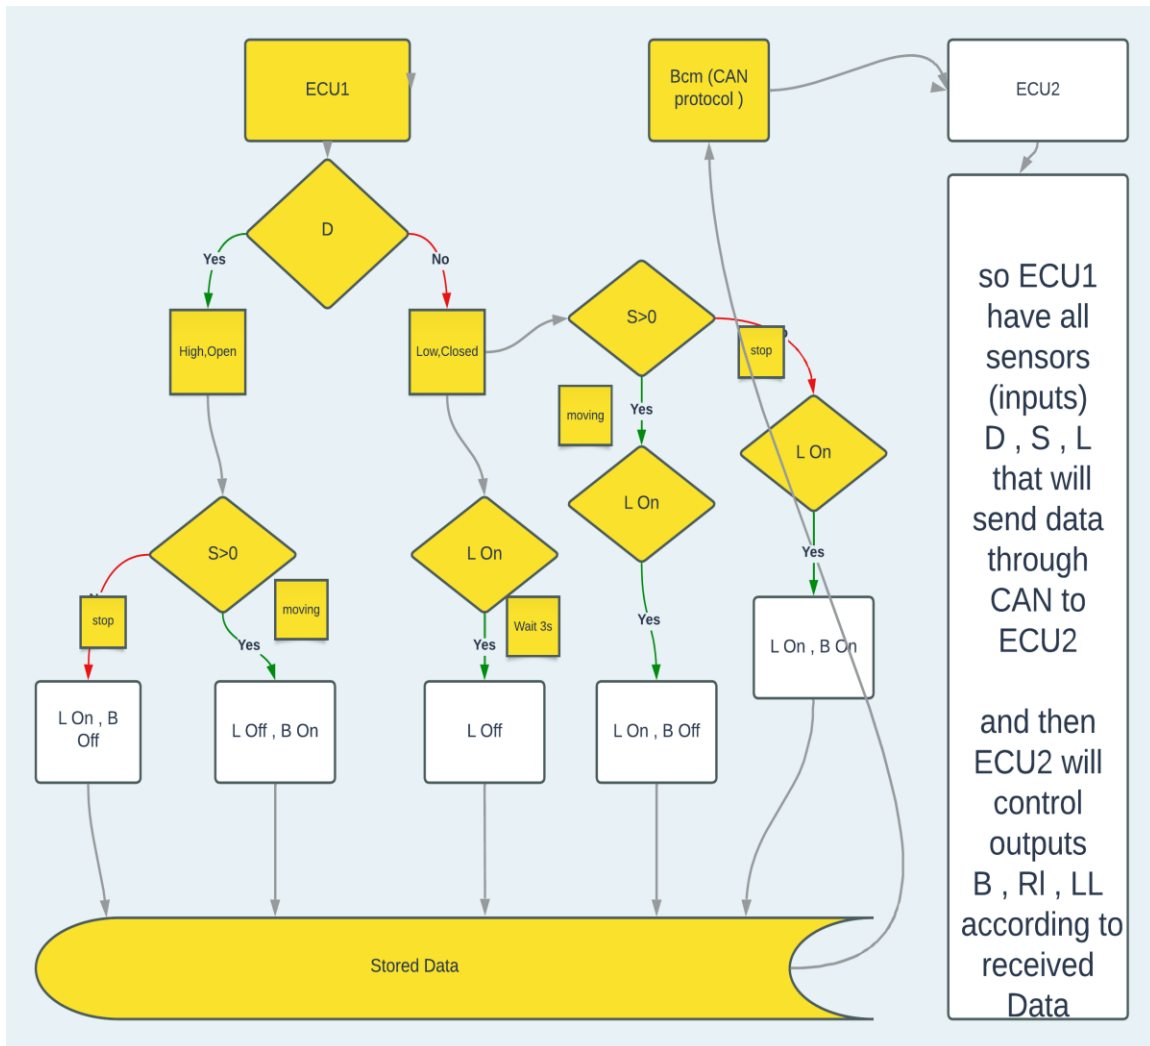 ECU1
Bcm (CAN
protocol )
ECU2
D
Yes
No
High,Open
Low,Closed
S>0
stop
moving
Yes
L On
L On
Yes
S>0
moving
stop
Yes
L On
Wait 3s
Yes
Yes
L On , B On
L On , B
Off
L Off , B On
L Off
L On , B Off
Stored Data
so ECU1
have all
sensors
(inputs)
D , S , L
that will
send data
through
CAN to
ECU2
and then
ECU2 will
control
outputs
B , Rl , LL
according to
received
Data